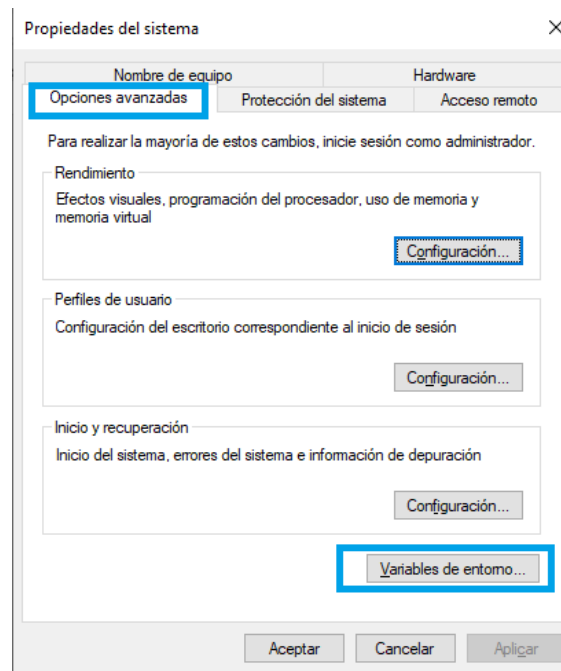 Propiedades del sistema
Nombre de equipo
Hardware
Opciones avanzadas
Protección del sistema
Acceso remoto
Para realizar la mayoría de estos cambios, inicie sesión como administrador.
Rendimiento
Efectos visuales, programación del procesador, uso de memoria y
memoria virtual
Configuración...
Perfiles de usuario
Configuración del escritorio correspondiente al inicio de sesión
Configuración...
Inicio y recuperación
Inicio del sistema, errores del sistema e información de depuración
Configuración...
Variables de entorno...
Aceptar
Cancelar
Aplicar